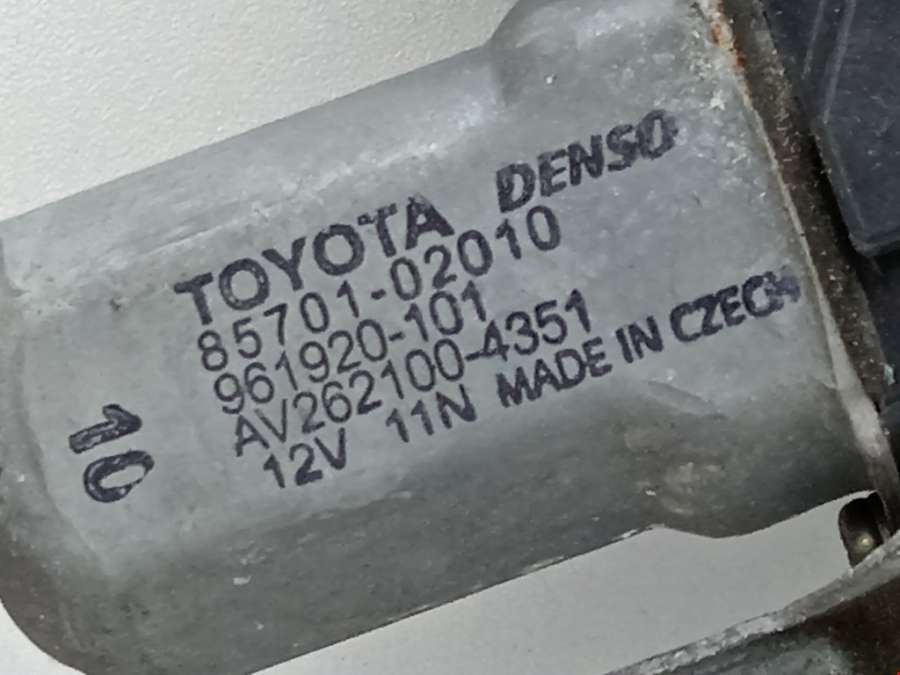 TOYOTA DENSO
85701-02010
961920-101
AV262100-4351
12V 11N MADE IN CZECH
10